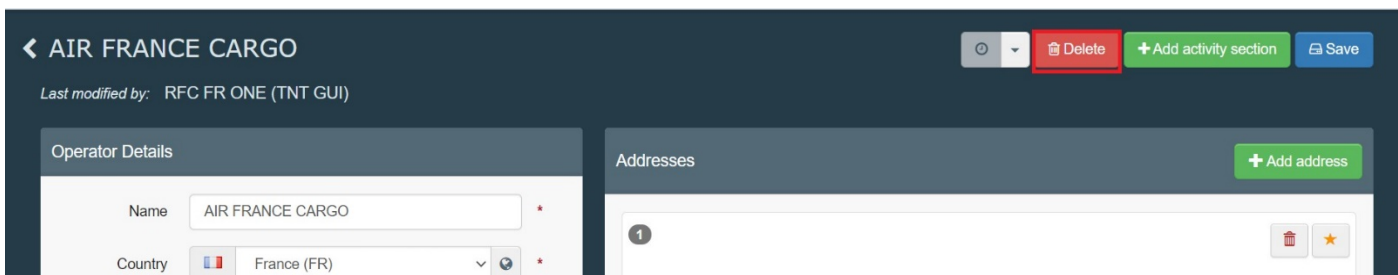 AIR FRANCE CARGO
Delete
+ Add activity section
Save
Last modified by: RFC FR ONE (TNT GUI)
Operator Details
Addresses
+ Add address
Name AIR FRANCE CARGO *
1
Country France (FR) *